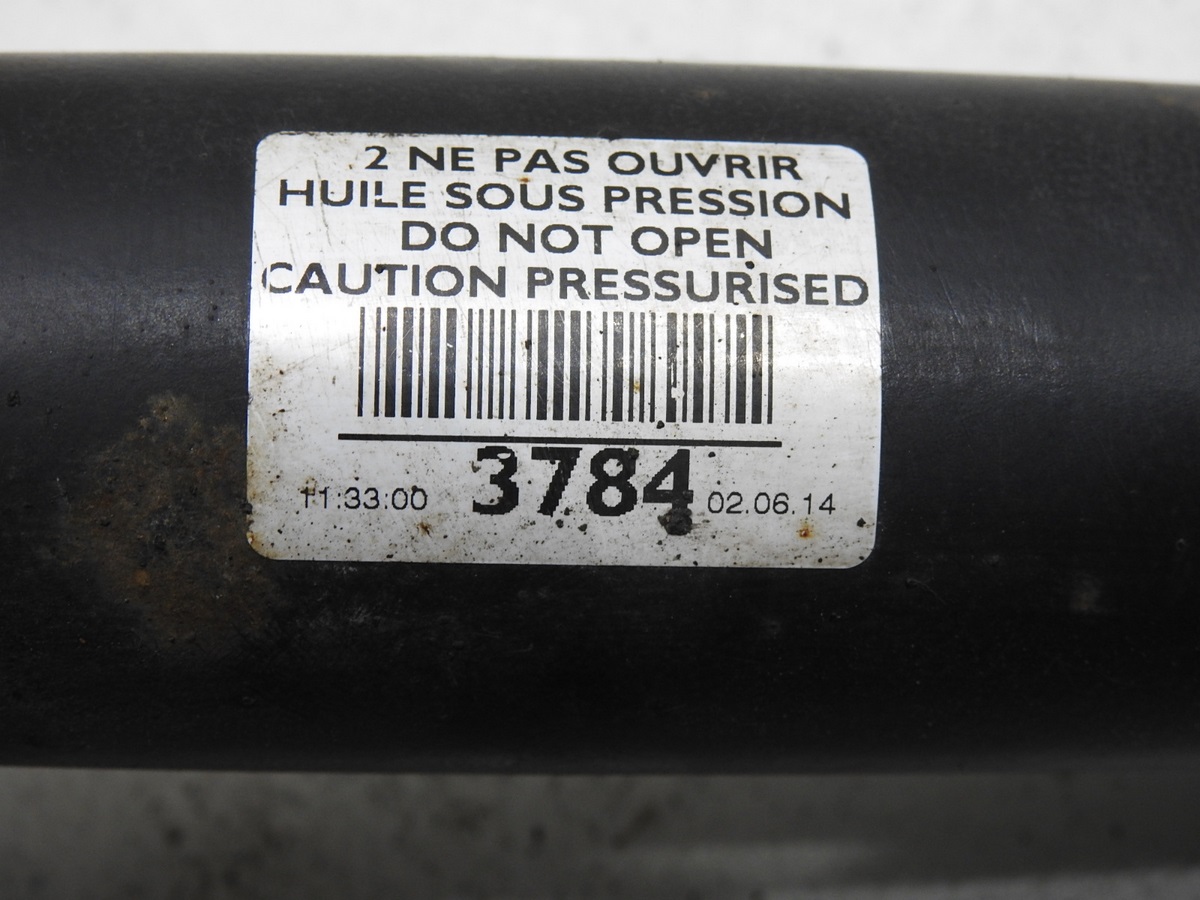 2 NE PAS OUVRIR
HUILE SOUS PRESSION
DO NOT OPEN
CAUTION PRESSURISED
11:33:00 3784 02.06.14